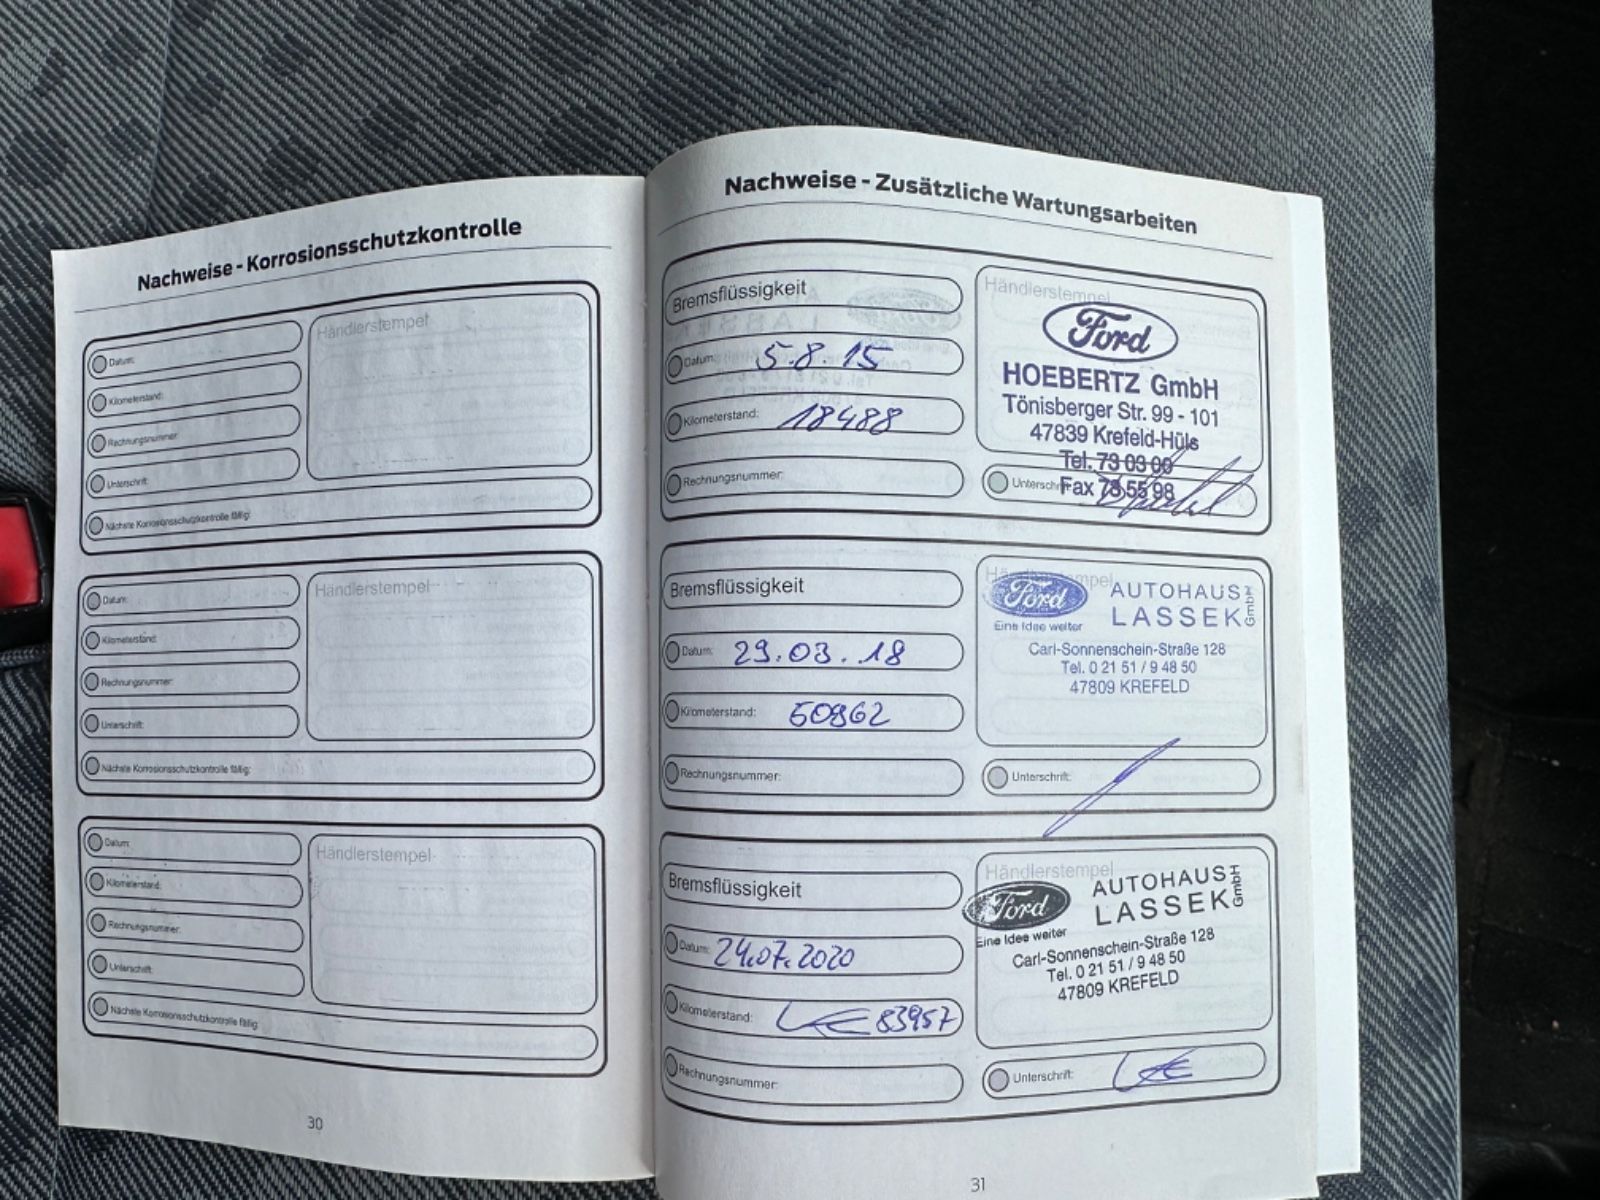 Nachweise - Korrosionsschutzkontrolle
Datum:
Kilometerstand:
Rechnungsnummer:
Unterschrift:
Nächste Korrosionsschutzkontrolle fällig:
Händlerstempel
Datum:
Kilometerstand:
Rechnungsnummer:
Unterschrift:
Nächste Korrosionsschutzkontrolle fällig:
Händlerstempel
Datum:
Kilometerstand:
Rechnungsnummer:
Unterschrift:
Nächste Korrosionsschutzkontrolle fällig:
Händlerstempel
30
Nachweise - Zusätzliche Wartungsarbeiten
Bremsflüssigkeit
Datum: 5.8.15
Kilometerstand: 18488
Rechnungsnummer:
Händlerstempel
Ford
HOEBERTZ GmbH
Tönisberger Str. 99 - 101
47839 Krefeld-Hüls
Tel. 73 03 00
Fax 73 55 98
Unterschrift:
Bremsflüssigkeit
Datum: 29.03.18
Kilometerstand: 60962
Rechnungsnummer:
Händlerstempel
Ford
Eine Idee weiter
AUTOHAUS
LASSEK GmbH
Carl-Sonnenschein-Straße 128
Tel. 0 21 51 / 9 48 50
47809 KREFELD
Unterschrift:
Bremsflüssigkeit
Datum: 24.07.2020
Kilometerstand: 83957
Rechnungsnummer:
Händlerstempel
Ford
Eine Idee weiter
AUTOHAUS
LASSEK GmbH
Carl-Sonnenschein-Straße 128
Tel. 0 21 51 / 9 48 50
47809 KREFELD
Unterschrift:
31